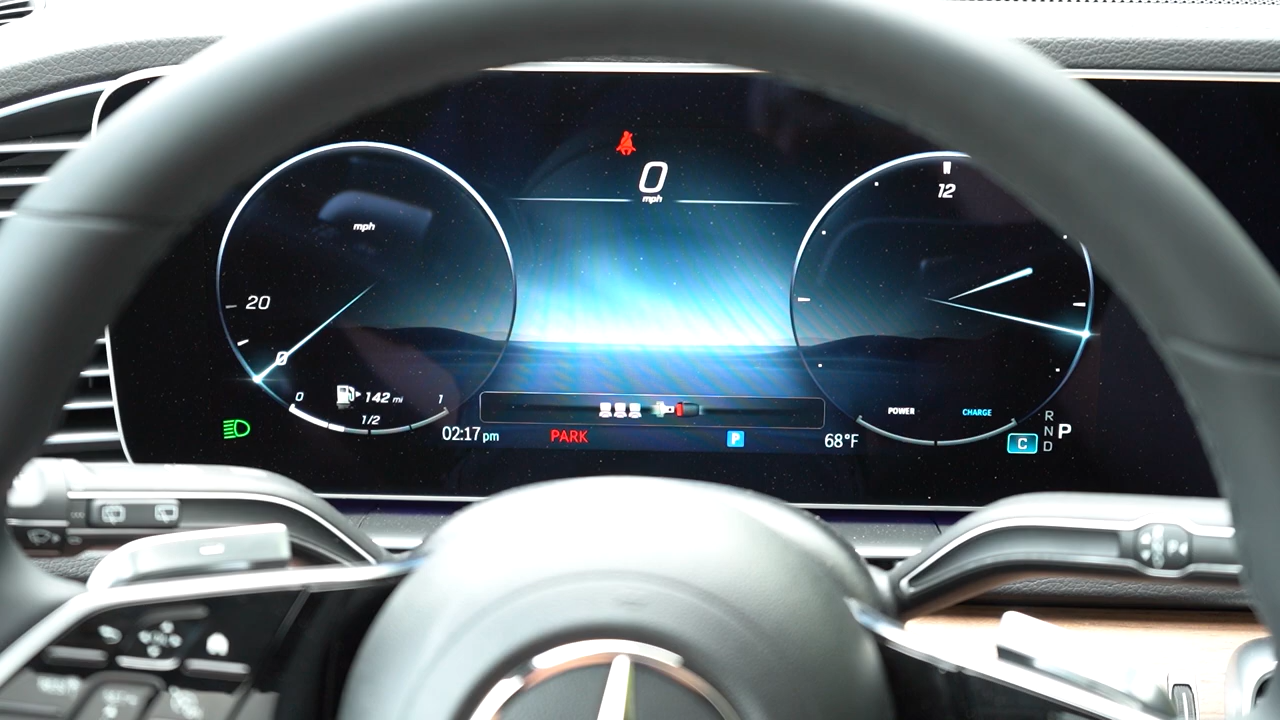 0
mph
mph
20
0
0
142 mi
1
1/2
02:17 pm
PARK
P
68°F
12
POWER
CHARGE
R
N
D
P
C